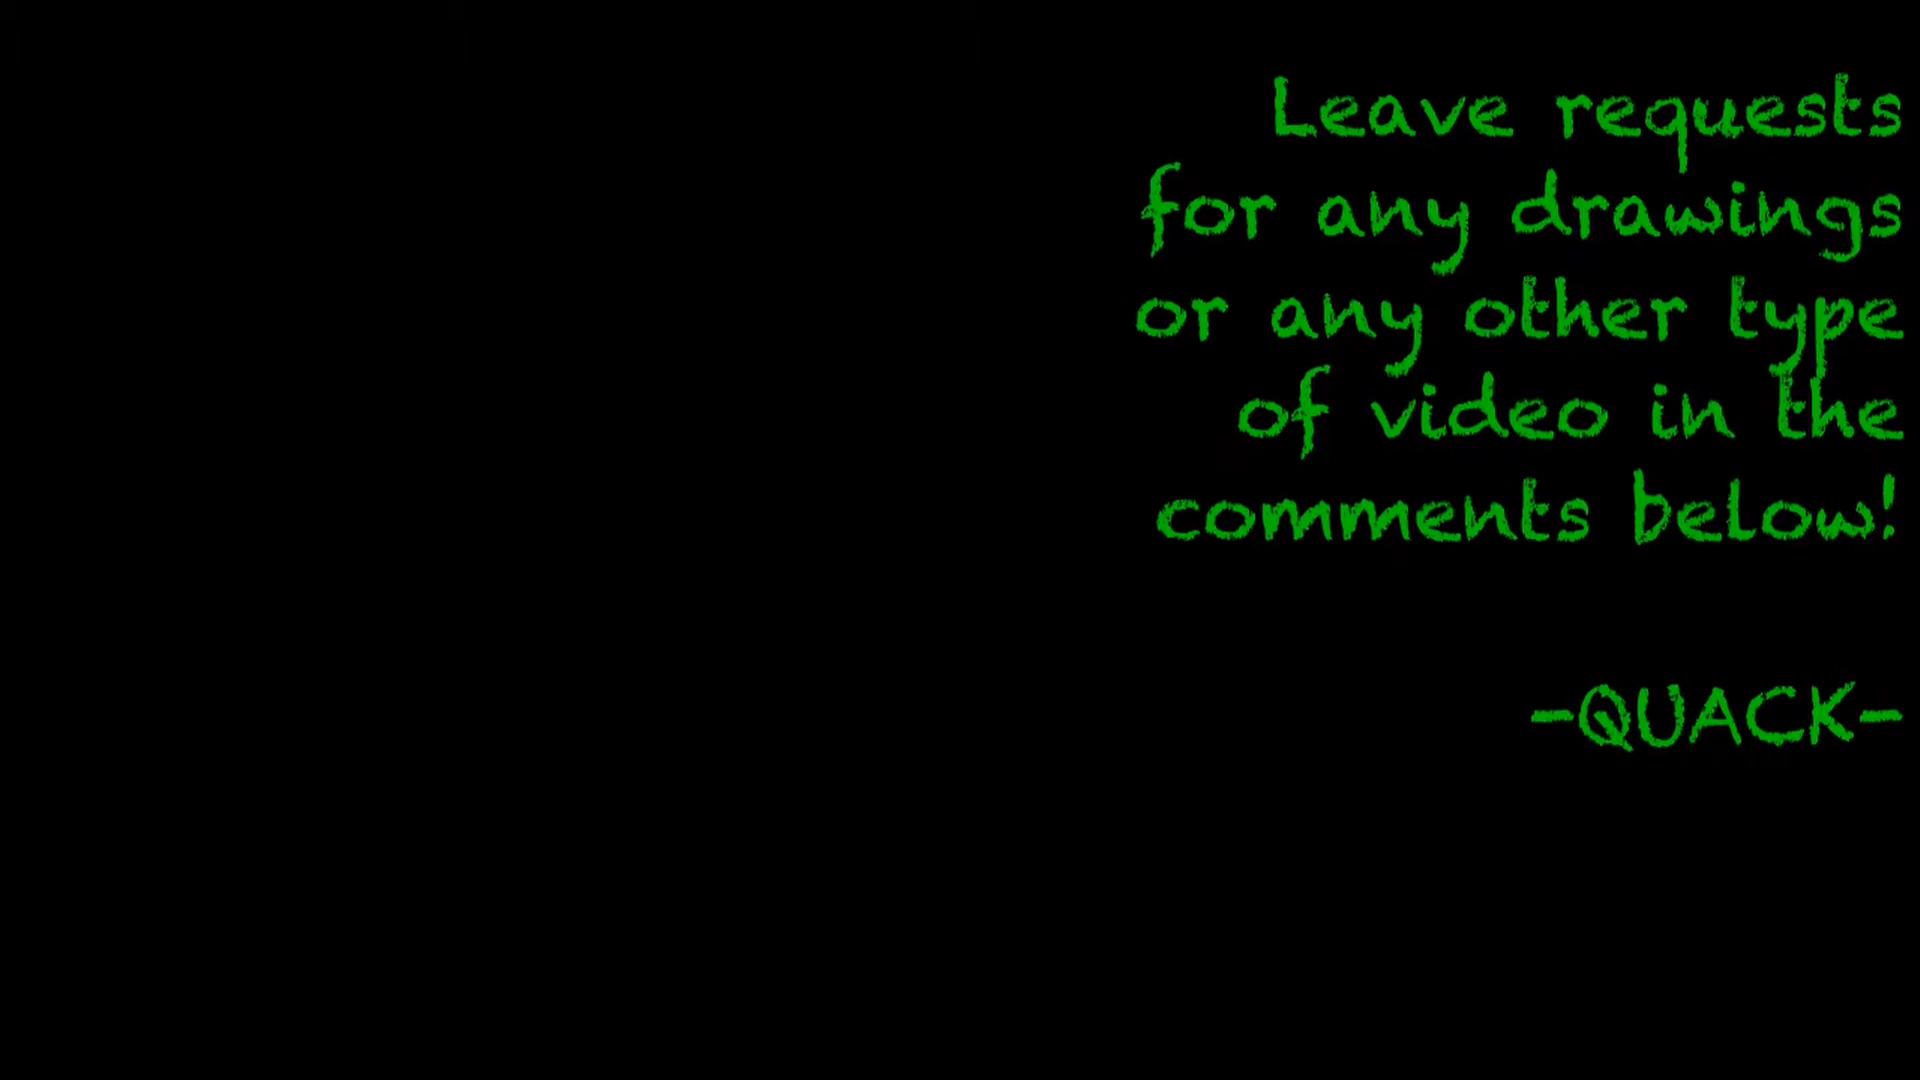 Leave requests
for any drawings
or any other type
of video in the
comments below!
-QUACK-